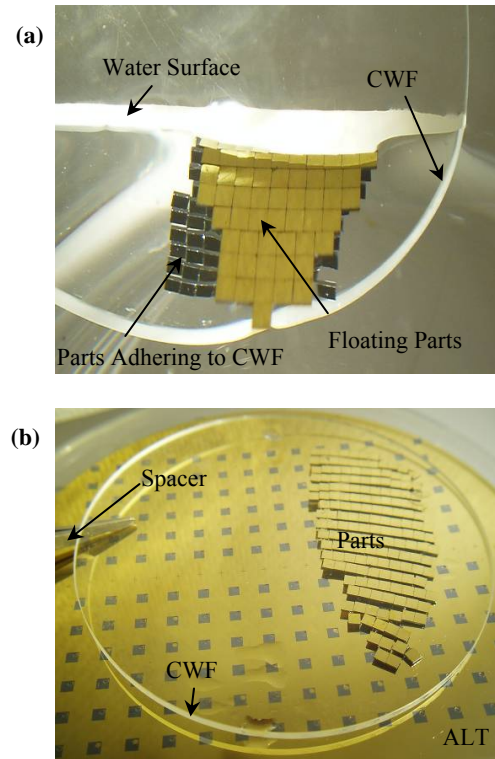 (a)
Water Surface
CWF
Parts Adhering to CWF
Floating Parts
(b)
Spacer
Parts
CWF
ALT